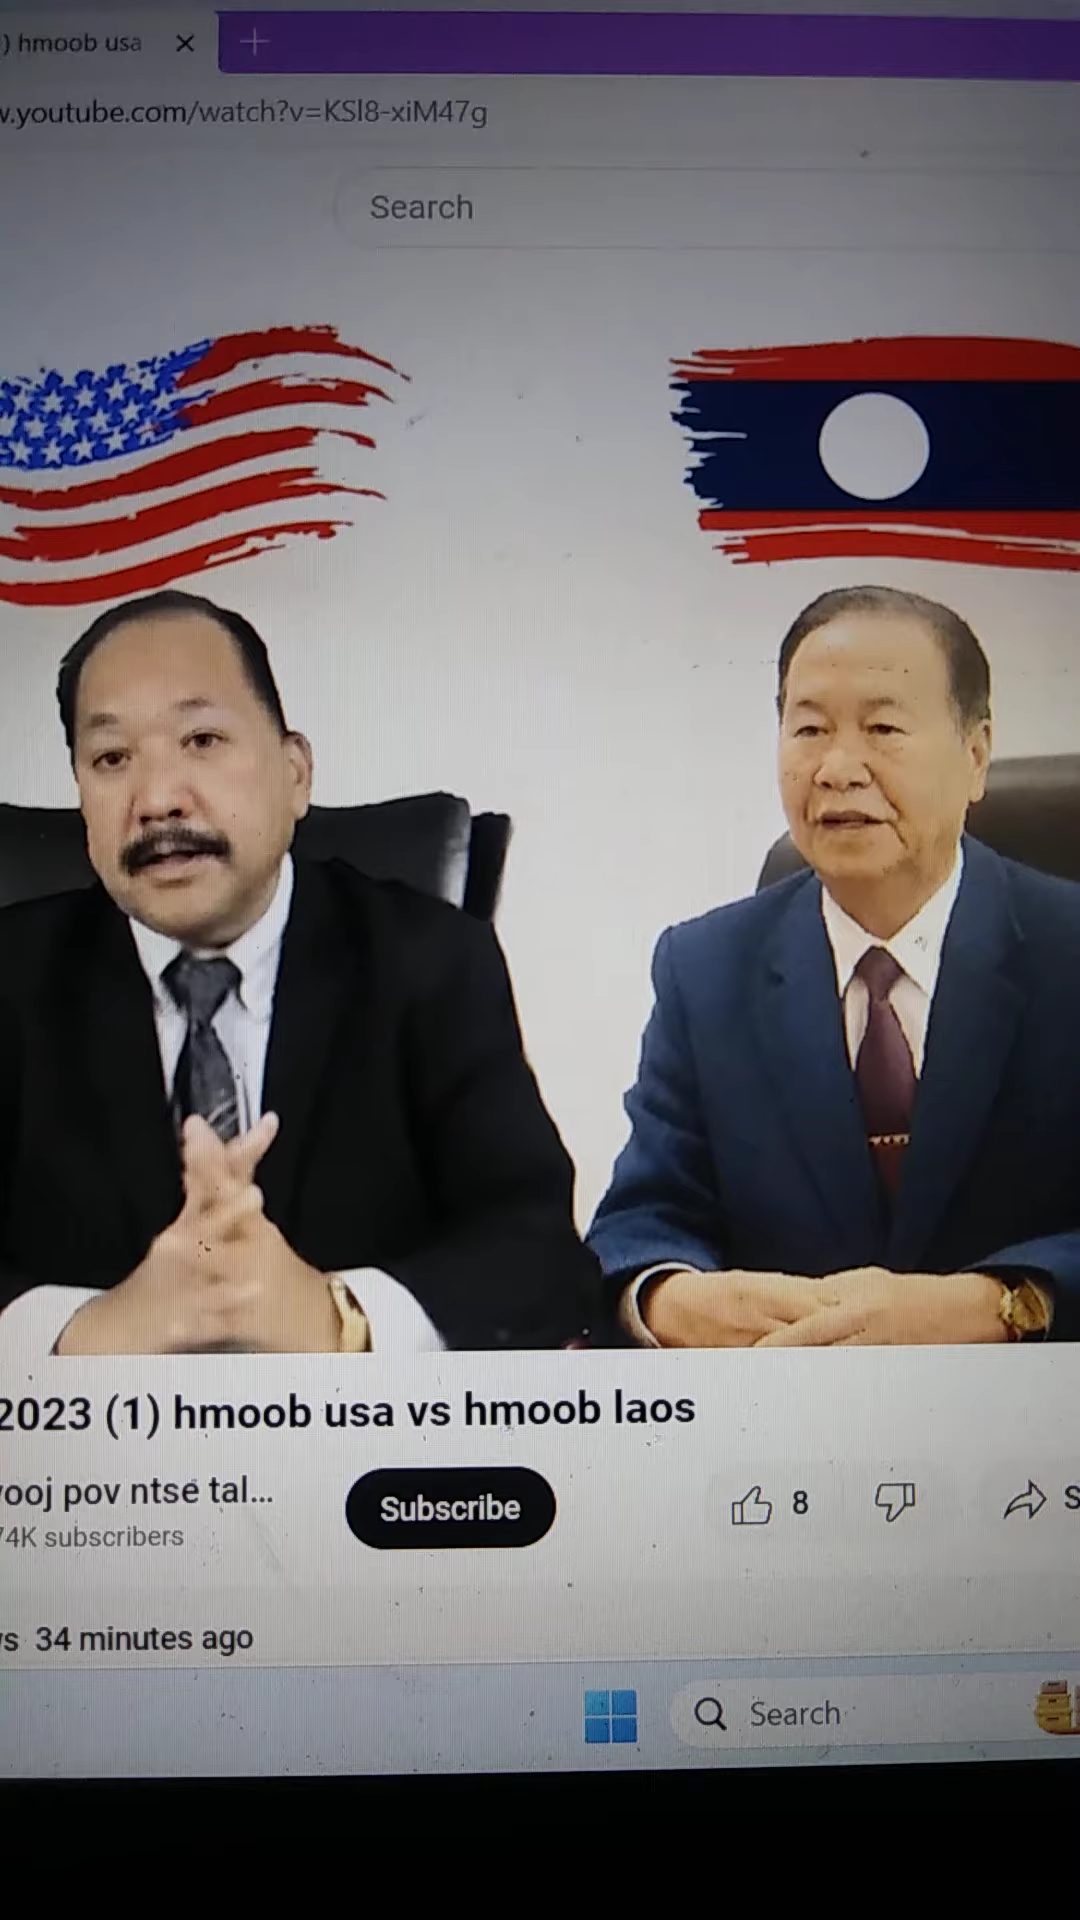 ) hmoob usa
w.youtube.com/watch?v=KSl8-xiM47g
Search
2023 (1) hmoob usa vs hmoob laos
ooj pov ntse tal...
74K subscribers
Subscribe
8
S
s 34 minutes ago
Search